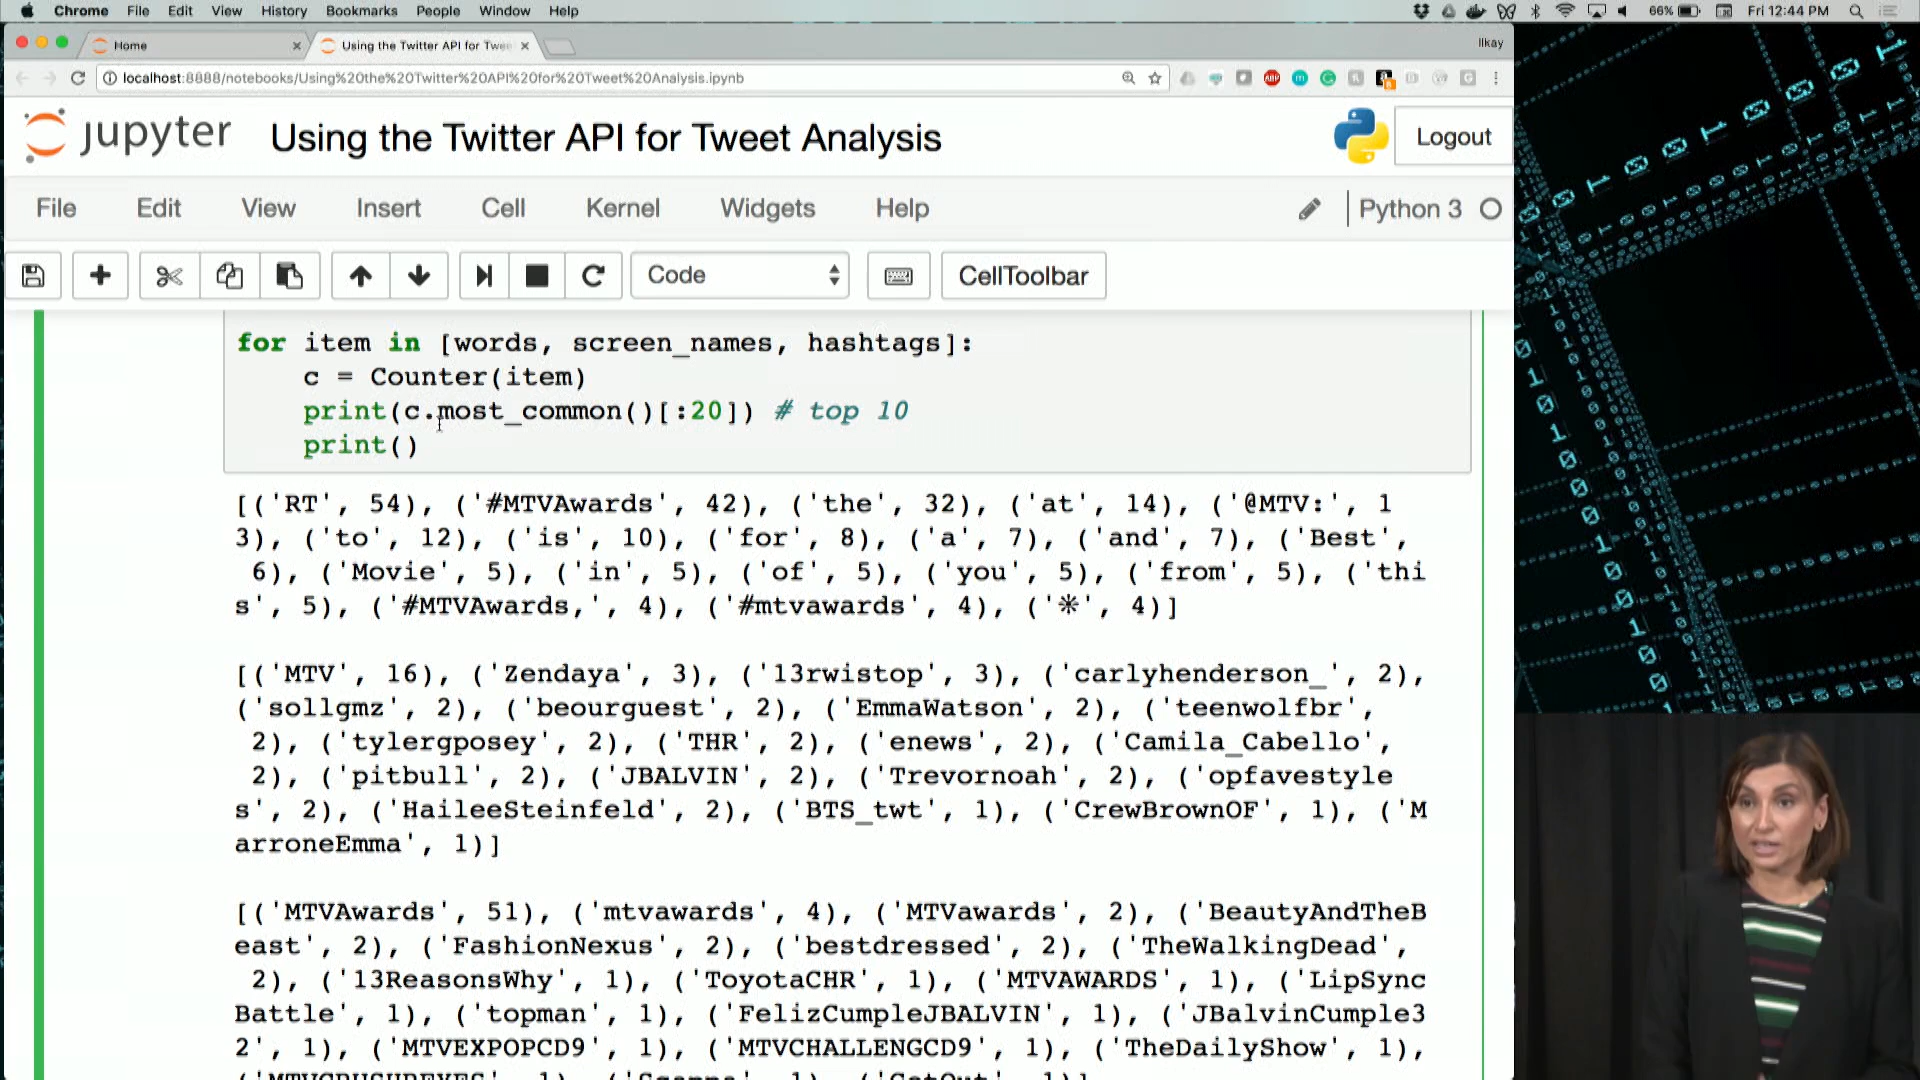 Chrome File Edit View History Bookmarks People Window Help 66% Fri 12:44 PM
Home Using the Twitter API for Twee Ilkay
localhost:8888/notebooks/Using%20the%20Twitter%20API%20for%20Tweet%20Analysis.ipynb
jupyter Using the Twitter API for Tweet Analysis Logout
File Edit View Insert Cell Kernel Widgets Help Python 3
Code CellToolbar
for item in [words, screen_names, hashtags]:
c = Counter(item)
print(c.most_common()[:20]) # top 10
print()
[('RT', 54), ('#MTVAwards', 42), ('the', 32), ('at', 14), ('@MTV:', 1
3), ('to', 12), ('is', 10), ('for', 8), ('a', 7), ('and', 7), ('Best',
6), ('Movie', 5), ('in', 5), ('of', 5), ('you', 5), ('from', 5), ('thi
s', 5), ('#MTVAwards,', 4), ('#mtvawards', 4), ('☀', 4)]
[('MTV', 16), ('Zendaya', 3), ('13rwistop', 3), ('carlyhenderson_', 2),
('sollgmz', 2), ('beourguest', 2), ('EmmaWatson', 2), ('teenwolfbr',
2), ('tylergposey', 2), ('THR', 2), ('enews', 2), ('Camila_Cabello',
2), ('pitbull', 2), ('JBALVIN', 2), ('Trevornoah', 2), ('opfavestyle
s', 2), ('HaileeSteinfeld', 2), ('BTS_twt', 1), ('CrewBrownOF', 1), ('M
arroneEmma', 1)]
[('MTVAwards', 51), ('mtvawards', 4), ('MTVawards', 2), ('BeautyAndTheB
east', 2), ('FashionNexus', 2), ('bestdressed', 2), ('TheWalkingDead',
2), ('13ReasonsWhy', 1), ('ToyotaCHR', 1), ('MTVAWARDS', 1), ('LipSync
Battle', 1), ('topman', 1), ('FelizCumpleJBALVIN', 1), ('JBalvinCumple3
2', 1), ('MTVEXPOPCD9', 1), ('MTVCHALLENGCD9', 1), ('TheDailyShow', 1),